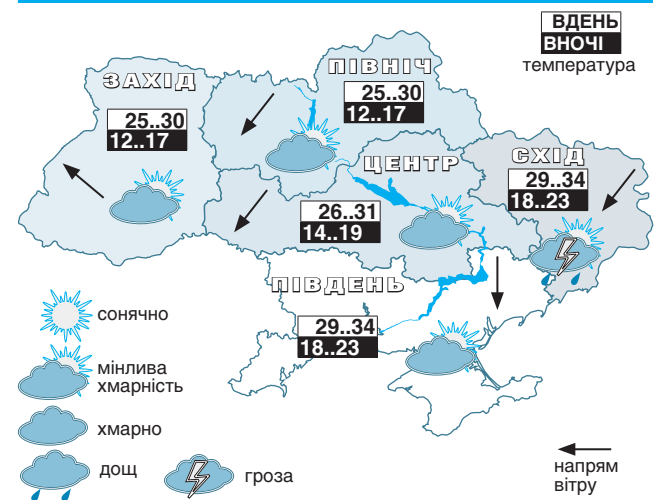 ВДЕНЬ
ВНОЧІ
температура
ЗАХІД
25..30
12..17
ПІВНІЧ
25..30
12..17
ЦЕНТР
26..31
14..19
СХІД
29..34
18..23
ПІВДЕНЬ
29..34
18..23
сонячно
мінлива
хмарність
хмарно
дощ
гроза
напрям
вітру